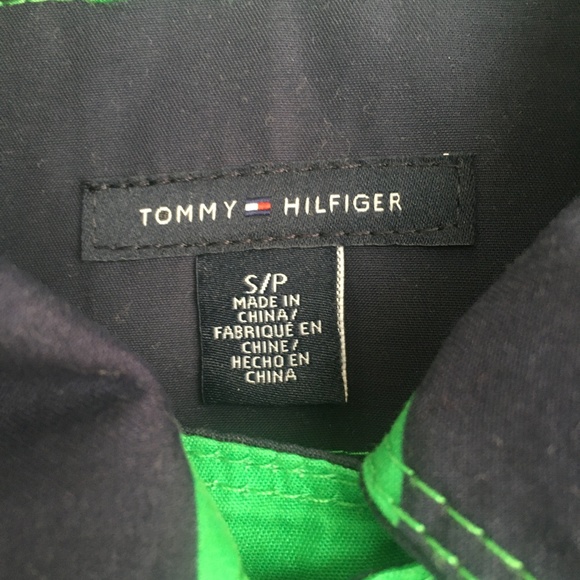 TOMMY HILFIGER
S/P
MADE IN
CHINA/
FABRIQUÉ EN
CHINE/
HECHO EN
CHINA